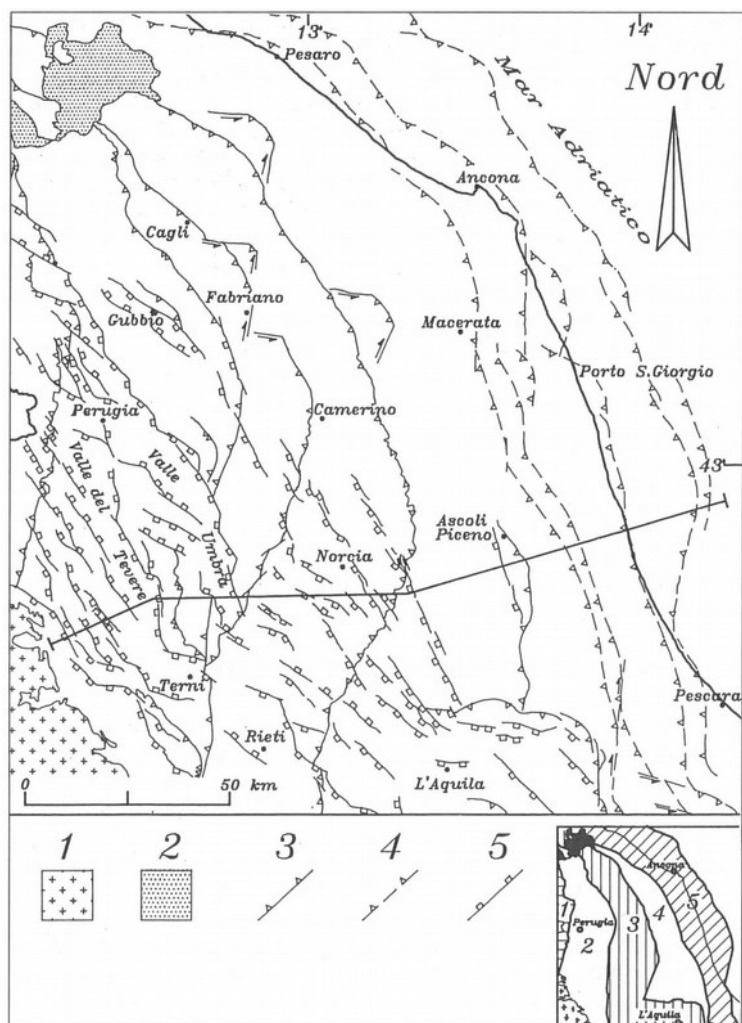 13°
14°
Pesaro
Mar Adriatico
Nord
Ancona
Cagli
Fabriano
Gubbio
Macerata
Porto S.Giorgio
Perugia
Camerino
43°
Valle del Tevere
Valle Umbra
Ascoli
Piceno
Norcia
Terni
Pescara
Rieti
L'Aquila
0 50 km
1 2 3 4 5
Ancona
5
4
1
Perugia
3
2
L'Aquila